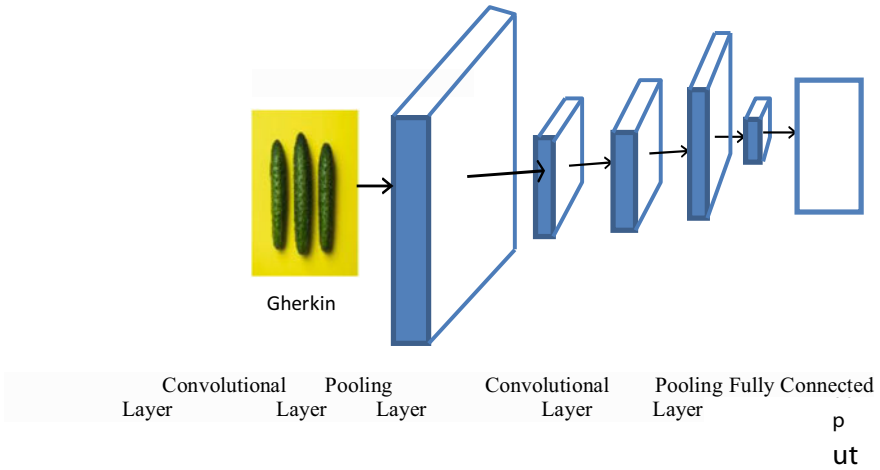 Gherkin
Convolutional Pooling Convolutional Pooling Fully Connected
Layer Layer Layer Layer Layer
p
ut